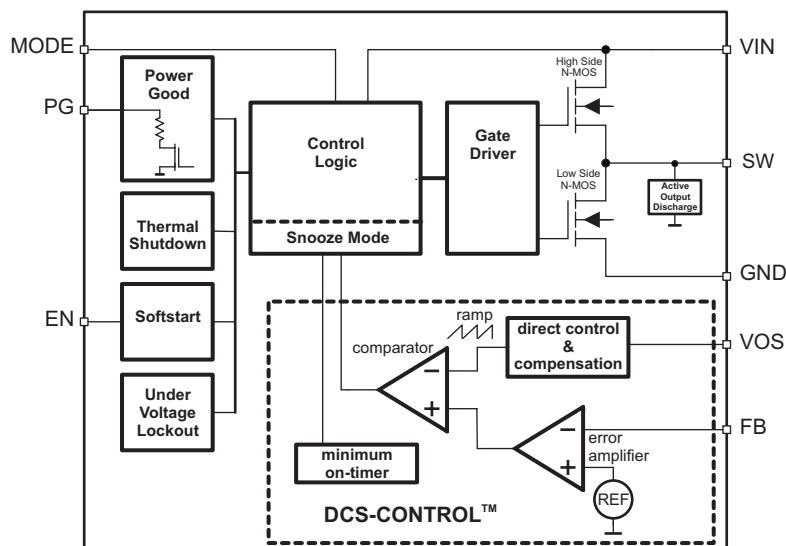 MODE
VIN
Power
Good
High Side
N-MOS
PG
Control
Logic
Gate
Driver
SW
Low Side
N-MOS
Active
Output
Discharge
Thermal
Shutdown
Snooze Mode
GND
EN
Softstart
ramp
direct control
&
compensation
VOS
comparator
−
+
Under
Voltage
Lockout
FB
−
+
error
amplifier
minimum
on-timer
REF
DCS-CONTROL™